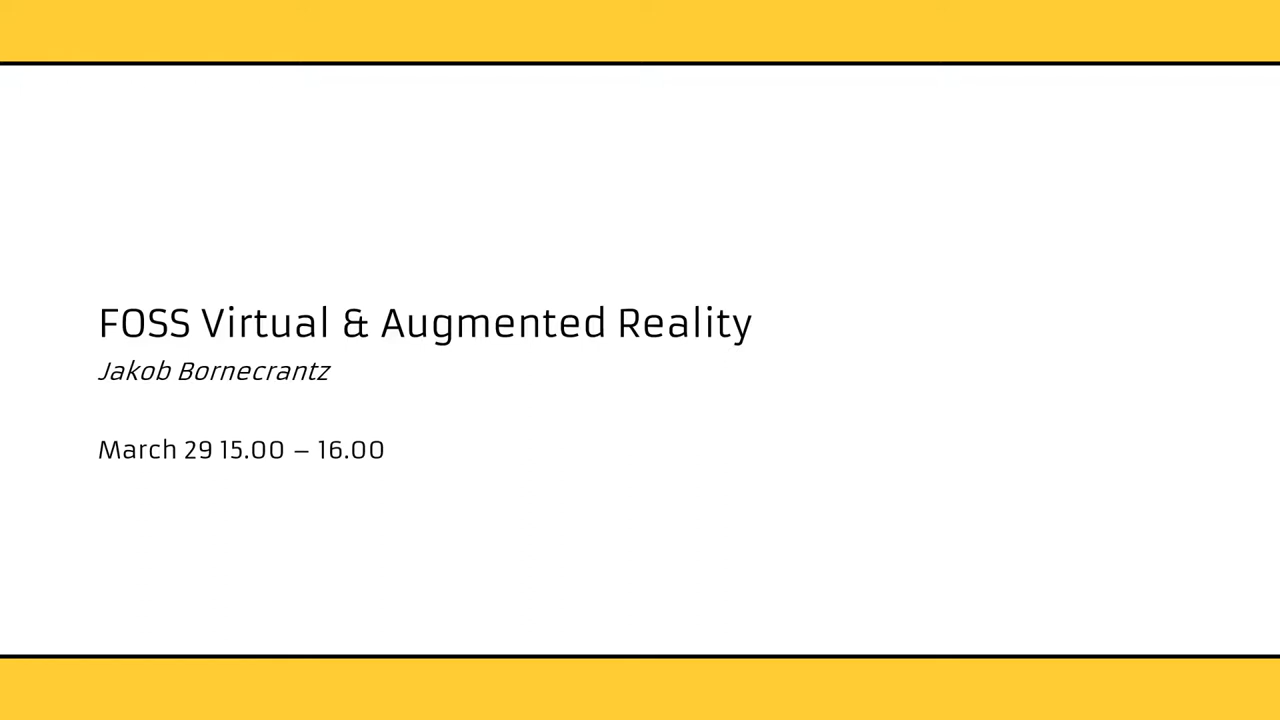 FOSS Virtual & Augmented Reality
Jakob Bornecrantz
March 29 15.00 – 16.00